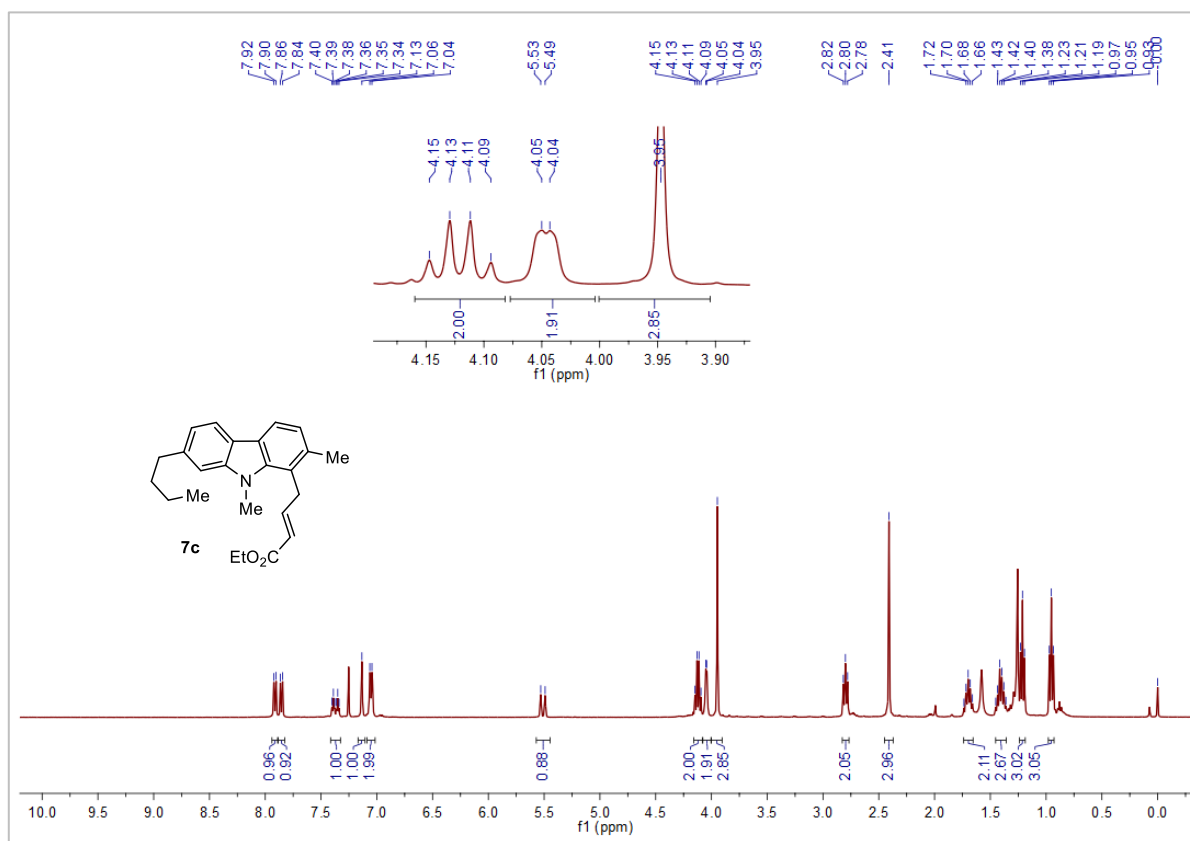 7.92 7.90 7.86 7.84 7.40 7.39 7.38 7.36 7.35 7.34 7.13 7.06 7.04 5.53 5.49 4.15 4.13 4.11 4.09 4.05 4.04 3.95 2.82 2.80 2.78 2.41 1.72 1.70 1.68 1.66 1.43 1.42 1.40 1.38 1.23 1.21 1.19 0.97 0.95 0.93 -0.00
4.15 4.13 4.11 4.09 4.05 4.04 3.95
2.00 1.91 2.85
4.15 4.10 4.05 4.00 3.95 3.90
f1 (ppm)
Me
N
Me
Me
7c
EtO₂C
0.96 0.92 1.00 1.00 1.99 0.88 2.00 1.91 2.85 2.05 2.96 2.11 2.67 3.02 3.05
10.0 9.5 9.0 8.5 8.0 7.5 7.0 6.5 6.0 5.5 5.0 4.5 4.0 3.5 3.0 2.5 2.0 1.5 1.0 0.5 0.0
f1 (ppm)